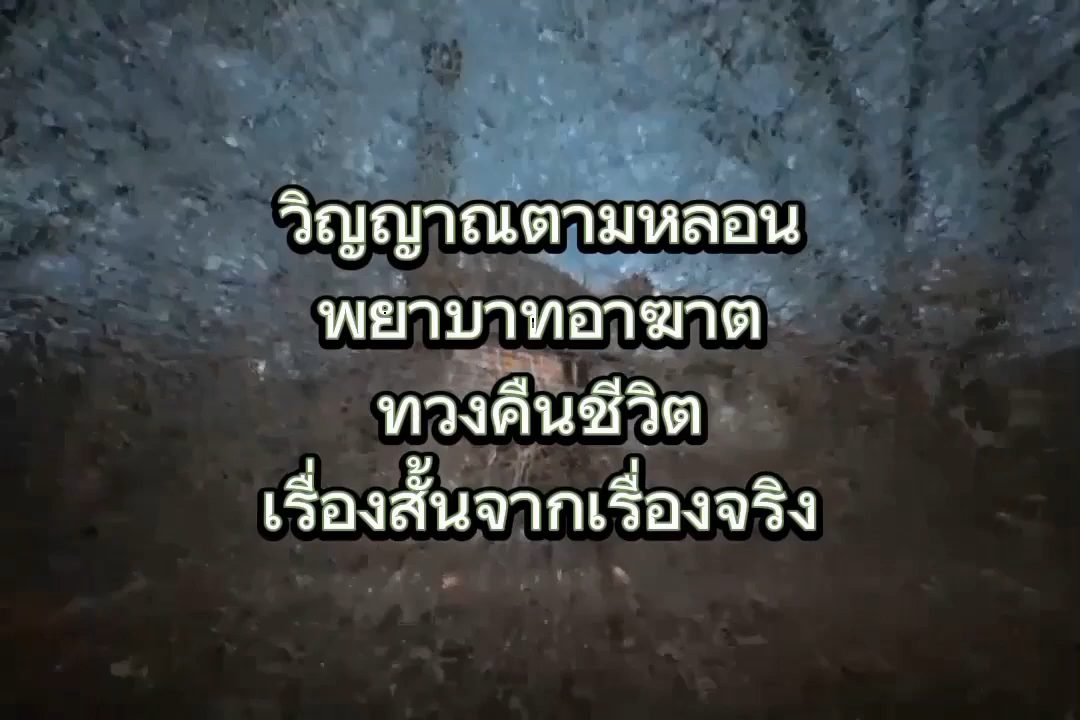 วิญญาณตามหลอน
พยาบาทอาฆาต
ทวงคืนชีวิต
เรื่องสั้นจากเรื่องจริง